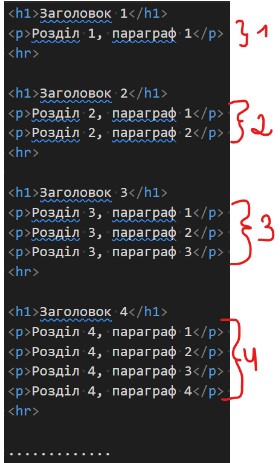 <h1>Заголовок 1</h1>
<p>Розділ 1, параграф 1</p> 1
<hr>
<h1>Заголовок 2</h1>
<p>Розділ 2, параграф 1</p>
<p>Розділ 2, параграф 2</p> 2
<hr>
<h1>Заголовок 3</h1>
<p>Розділ 3, параграф 1</p>
<p>Розділ 3, параграф 2</p> 3
<p>Розділ 3, параграф 3</p>
<hr>
<h1>Заголовок 4</h1>
<p>Розділ 4, параграф 1</p>
<p>Розділ 4, параграф 2</p> 4
<p>Розділ 4, параграф 3</p>
<p>Розділ 4, параграф 4</p>
<hr>
.............